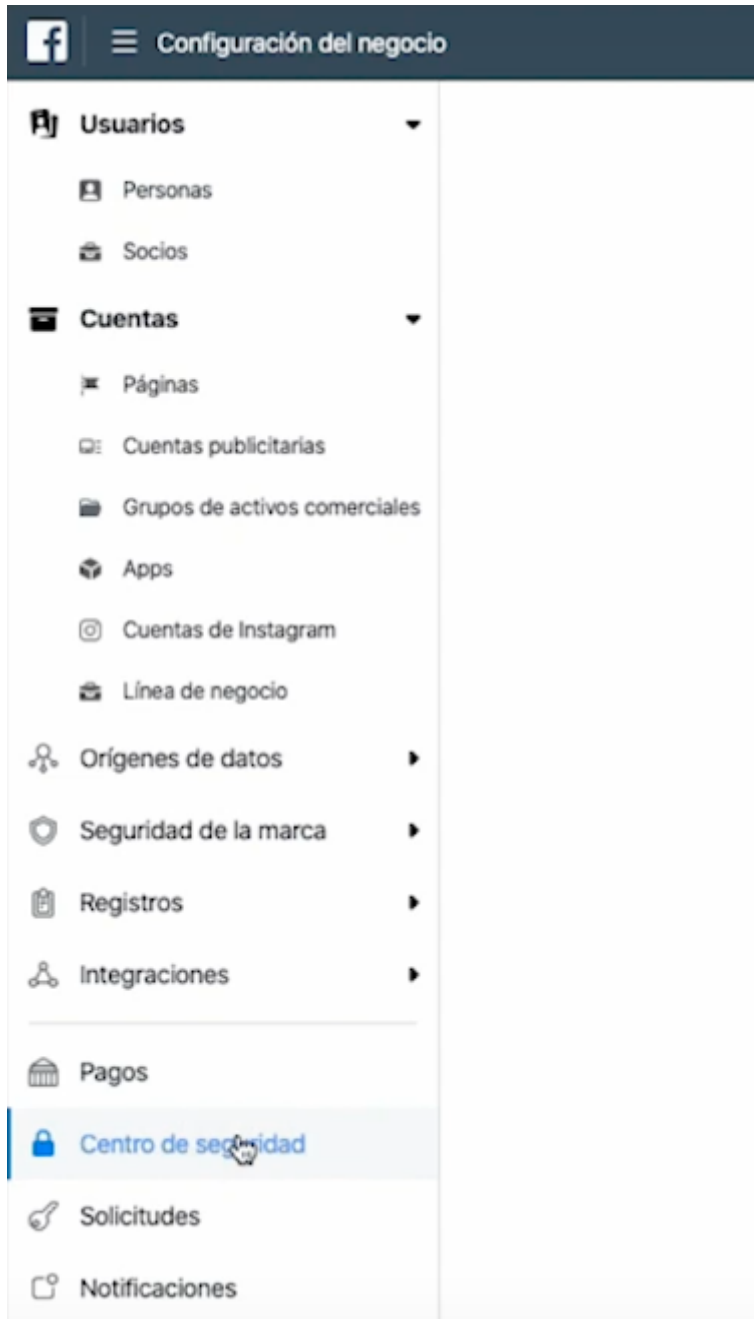 Configuración del negocio
Usuarios
Personas
Socios
Cuentas
Páginas
Cuentas publicitarias
Grupos de activos comerciales
Apps
Cuentas de Instagram
Línea de negocio
Orígenes de datos
Seguridad de la marca
Registros
Integraciones
Pagos
Centro de seguridad
Solicitudes
Notificaciones